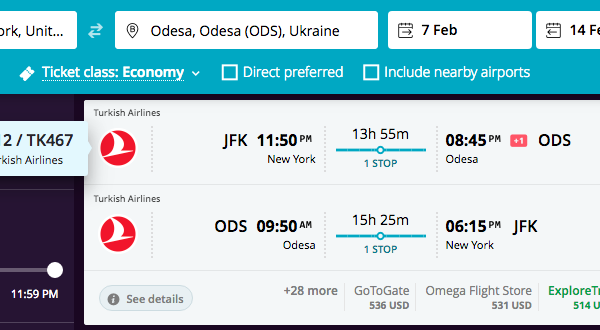 ork, Unit... Odesa, Odesa (ODS), Ukraine 7 Feb 14 Fe
Ticket class: Economy Direct preferred Include nearby airports
Turkish Airlines
12 / TK467
rkish Airlines
JFK 11:50 PM 13h 55m 08:45 PM +1 ODS
New York 1 STOP Odesa
Turkish Airlines
ODS 09:50 AM 15h 25m 06:15 PM JFK
Odesa 1 STOP New York
11:59 PM
See details +28 more GoToGate Omega Flight Store ExploreTr
536 USD 531 USD 514 U